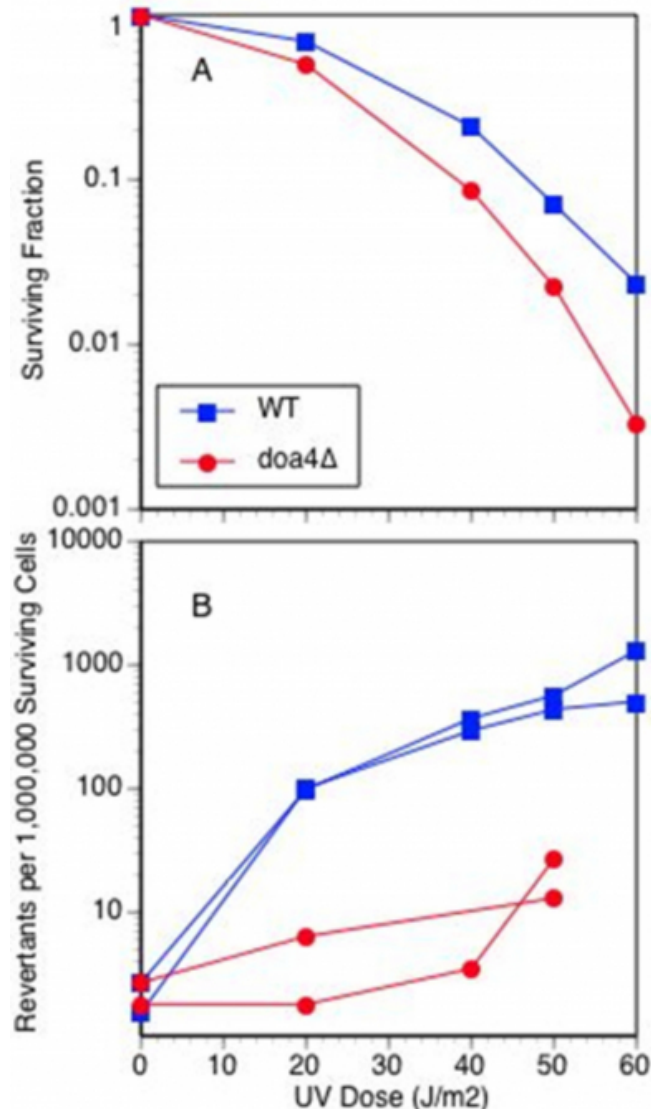 1
A
0.1
Surviving Fraction
0.01
WT
doa4Δ
0.001
10000
B
1000
Revertants per 1,000,000 Surviving Cells
100
10
0 10 20 30 40 50 60
UV Dose (J/m2)